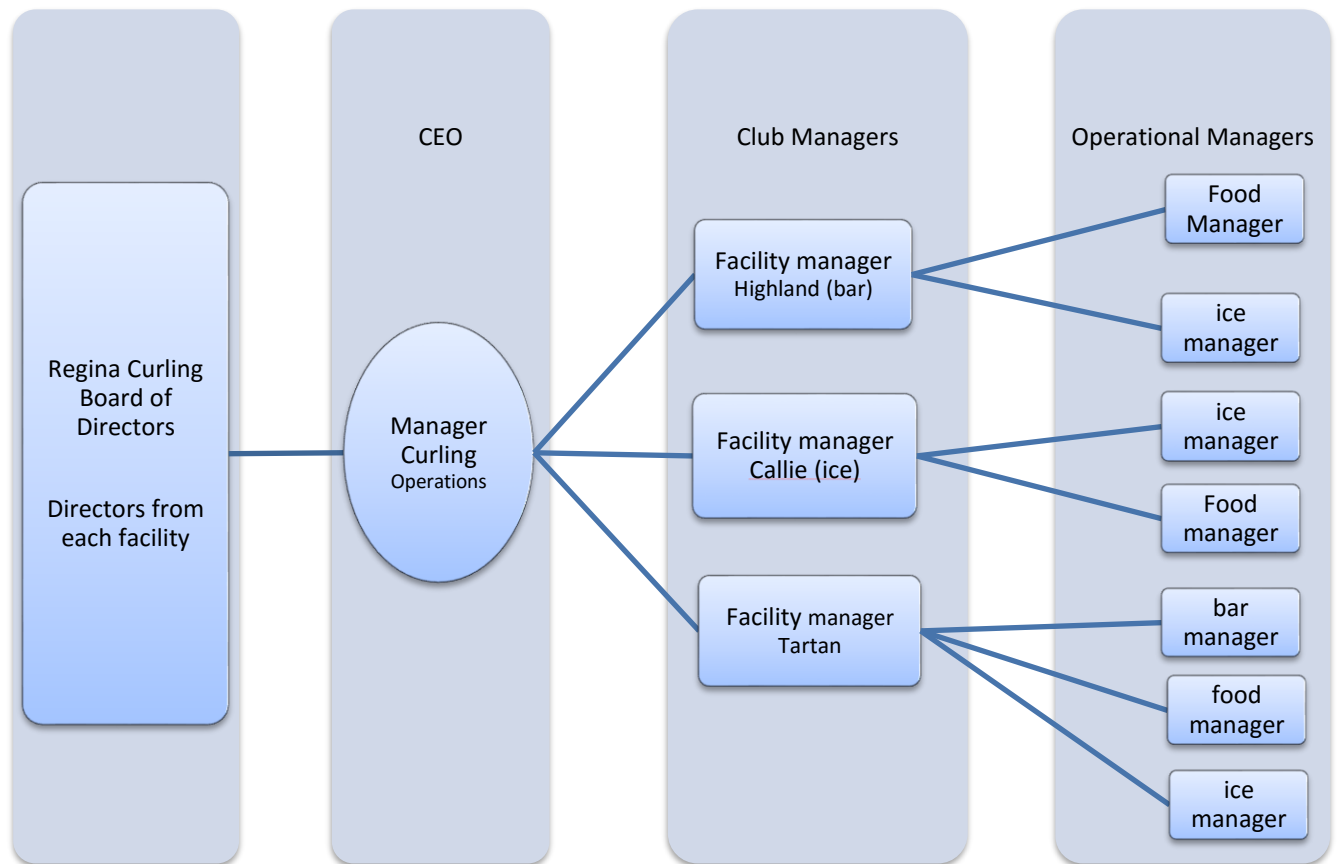 CEO
Club Managers
Operational Managers
Regina Curling
Board of
Directors
Directors from
each facility
Manager
Curling
Operations
Facility manager
Highland (bar)
Facility manager
Callie (ice)
Facility manager
Tartan
Food
Manager
ice
manager
ice
manager
Food
manager
bar
manager
food
manager
ice
manager